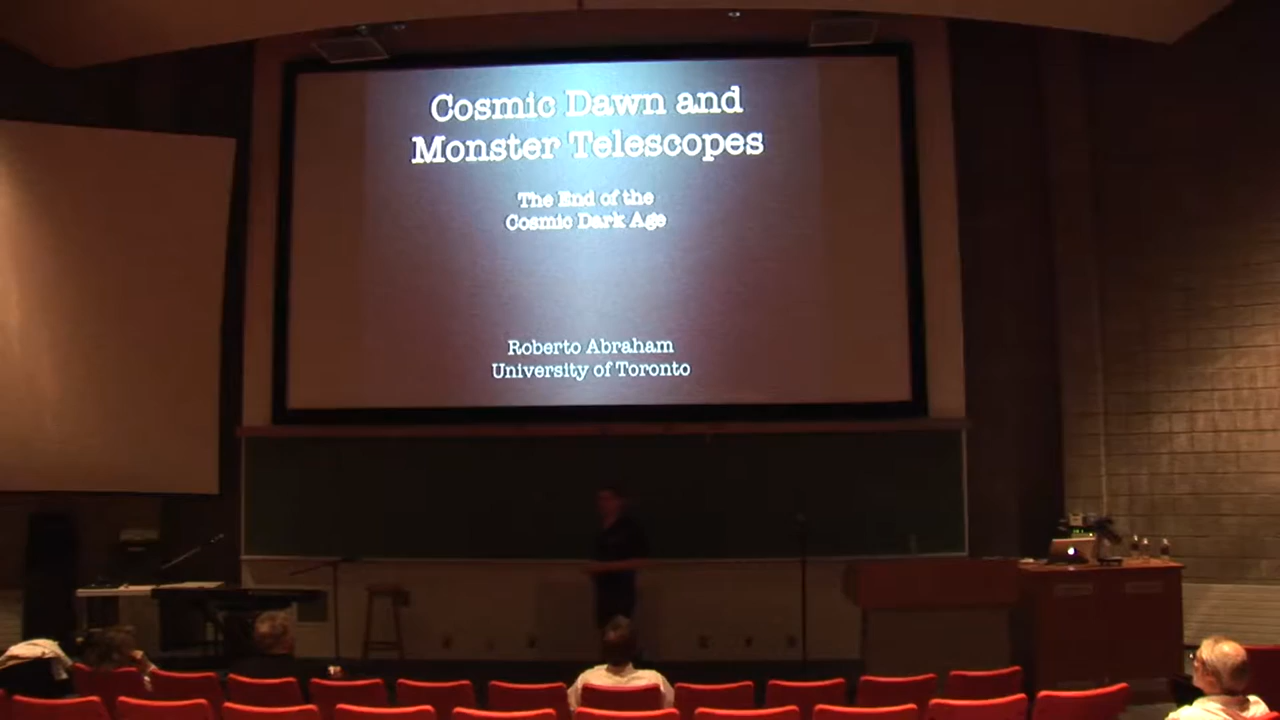 Cosmic Dawn and
Monster Telescopes
The End of the
Cosmic Dark Age
Roberto Abraham
University of Toronto